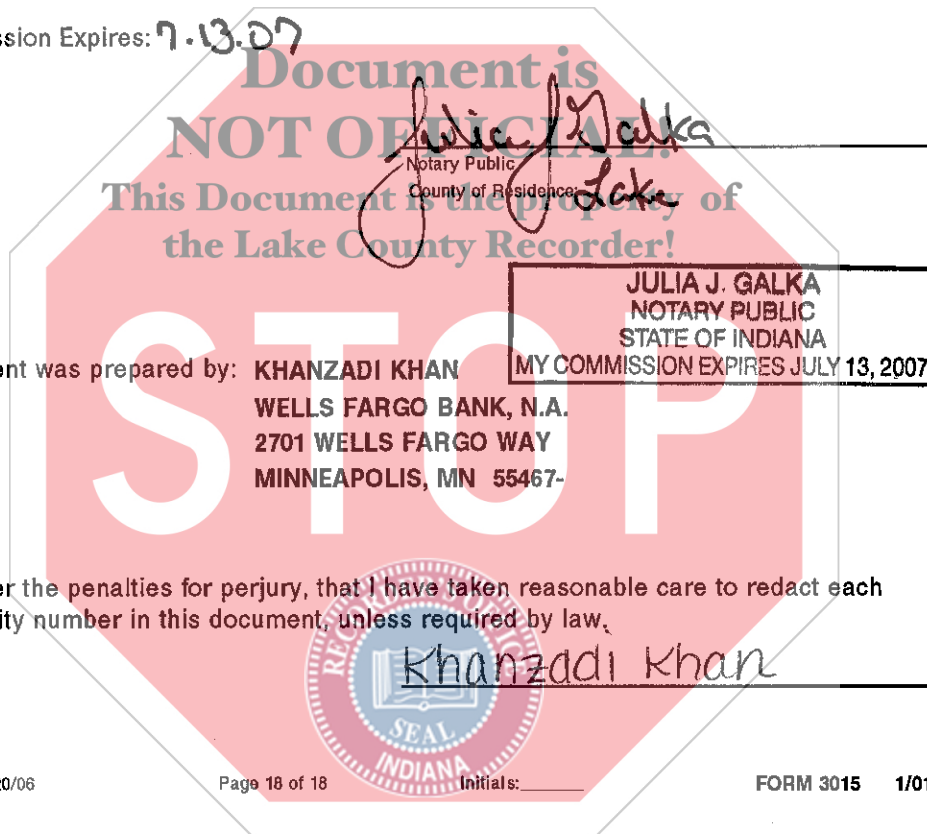 ssion Expires: 7.13.07
Document is
NOT OFFICIAL!
Julia J Galka
Notary Public
County of Residence: Lake
This Document is the property of
the Lake County Recorder!
JULIA J. GALKA
NOTARY PUBLIC
STATE OF INDIANA
MY COMMISSION EXPIRES JULY 13, 2007
STOP
ent was prepared by: KHANZADI KHAN
WELLS FARGO BANK, N.A.
2701 WELLS FARGO WAY
MINNEAPOLIS, MN 55467-
er the penalties for perjury, that I have taken reasonable care to redact each
ity number in this document, unless required by law.
Khanzadi Khan
RECORDER'S OFFICE
SEAL
INDIANA
20/06 Page 18 of 18 Initials:______ FORM 3015 1/01